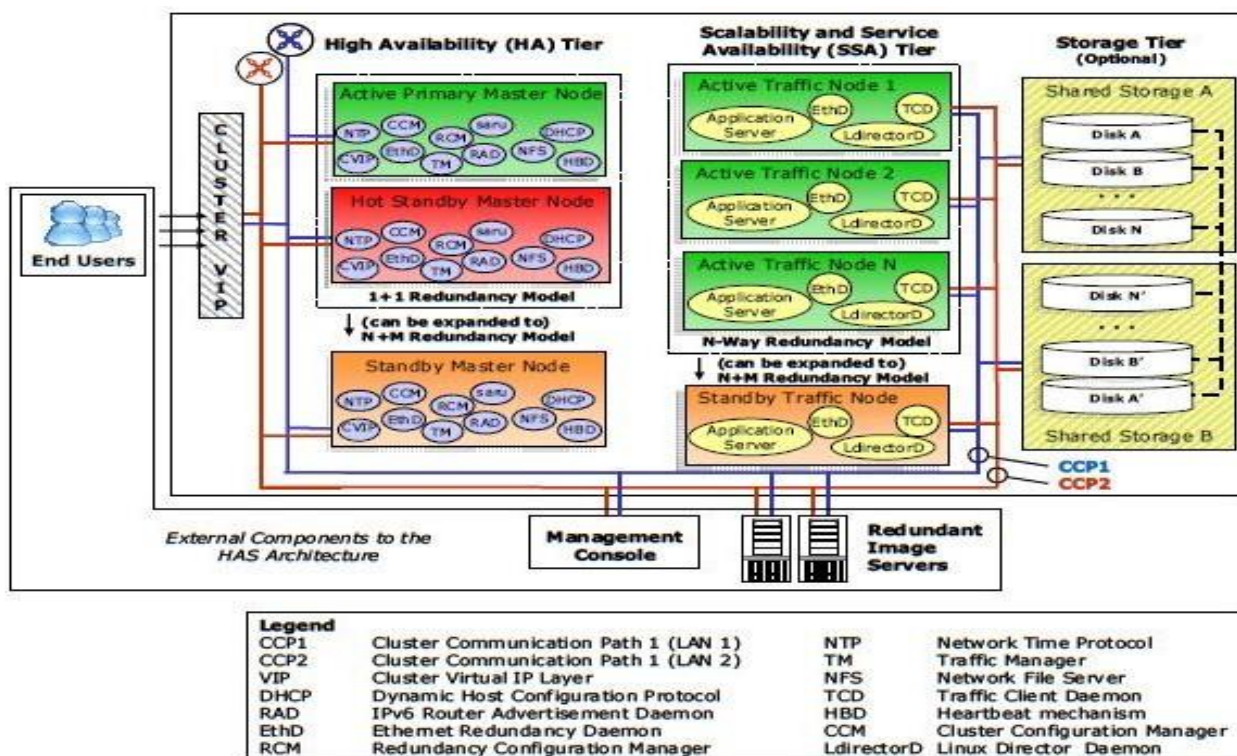 High Availability (HA) Tier
Active Primary Master Node
NTP
CCM
RCM
saru
DHCP
CVIP
EthD
TM
RAD
NFS
HBD
Hot Standby Master Node
NTP
CCM
RCM
saru
DHCP
CVIP
EthD
TM
RAD
NFS
HBD
1+1 Redundancy Model
(can be expanded to)
N+M Redundancy Model
Standby Master Node
NTP
CCM
RCM
saru
DHCP
CVIP
EthD
TM
RAD
NFS
HBD
Scalability and Service
Availability (SSA) Tier
Active Traffic Node 1
Application
Server
EthD
TCD
LdirectorD
Active Traffic Node 2
Application
Server
EthD
TCD
LdirectorD
Active Traffic Node N
Application
Server
EthD
TCD
LdirectorD
N-Way Redundancy Model
(can be expanded to)
N+M Redundancy Model
Standby Traffic Node
Application
Server
EthD
TCD
LdirectorD
Storage Tier
(Optional)
Shared Storage A
Disk A
Disk B
...
Disk N
Disk N'
...
Disk B'
Disk A'
Shared Storage B
CCP1
CCP2
CLUSTER VIP
End Users
External Components to the
HAS Architecture
Management
Console
Redundant
Image
Servers
Legend
CCP1 Cluster Communication Path 1 (LAN 1)
CCP2 Cluster Communication Path 1 (LAN 2)
VIP Cluster Virtual IP Layer
DHCP Dynamic Host Configuration Protocol
RAD IPv6 Router Advertisement Daemon
EthD Ethernet Redundancy Daemon
RCM Redundancy Configuration Manager
NTP Network Time Protocol
TM Traffic Manager
NFS Network File Server
TCD Traffic Client Daemon
HBD Heartbeat mechanism
CCM Cluster Configuration Manager
LdirectorD Linux Director Daemon